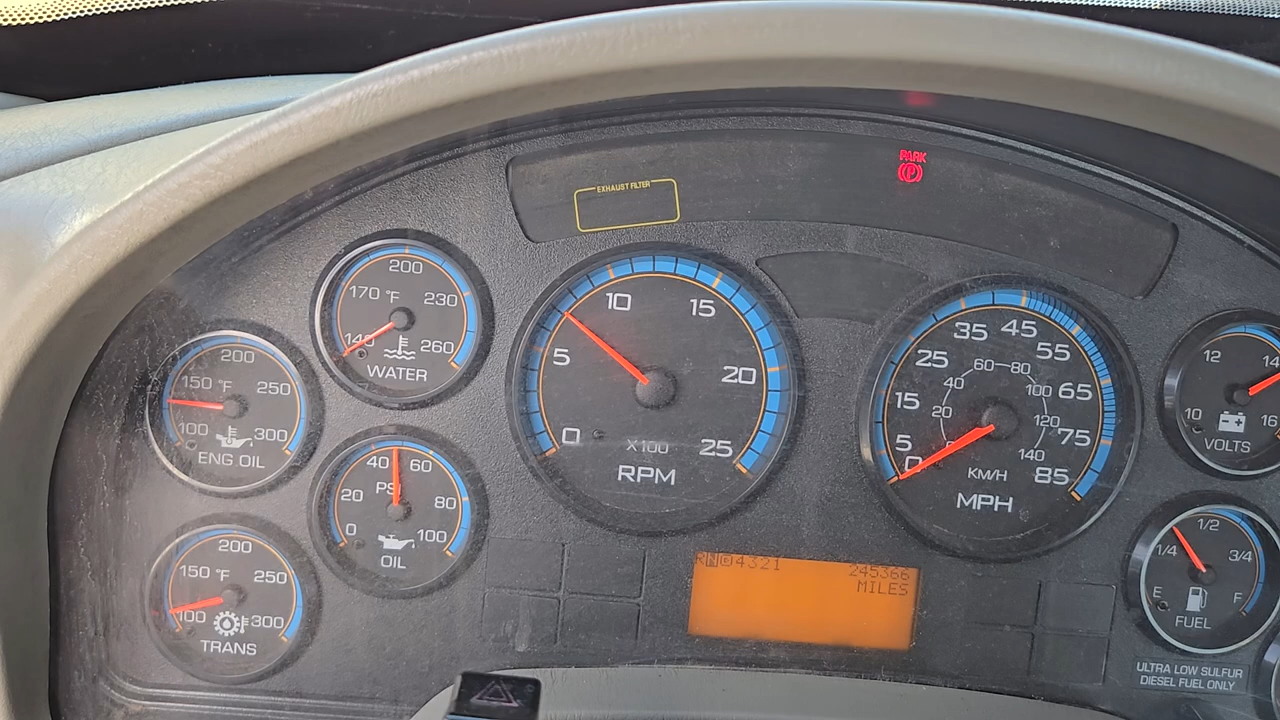 EXHAUST FILTER
PARK
P
140
170
200
230
260
°F
WATER
100
150
200
250
300
°F
ENG OIL
0
20
40
60
80
100
PSI
OIL
100
150
200
250
300
°F
TRANS
0
5
10
15
20
25
X100
RPM
0
5
15
25
35
45
55
65
75
85
20
40
60
80
100
120
140
KM/H
MPH
10
12
14
16
VOLTS
E
1/4
1/2
3/4
F
FUEL
RND4321
245366
MILES
ULTRA LOW SULFUR
DIESEL FUEL ONLY